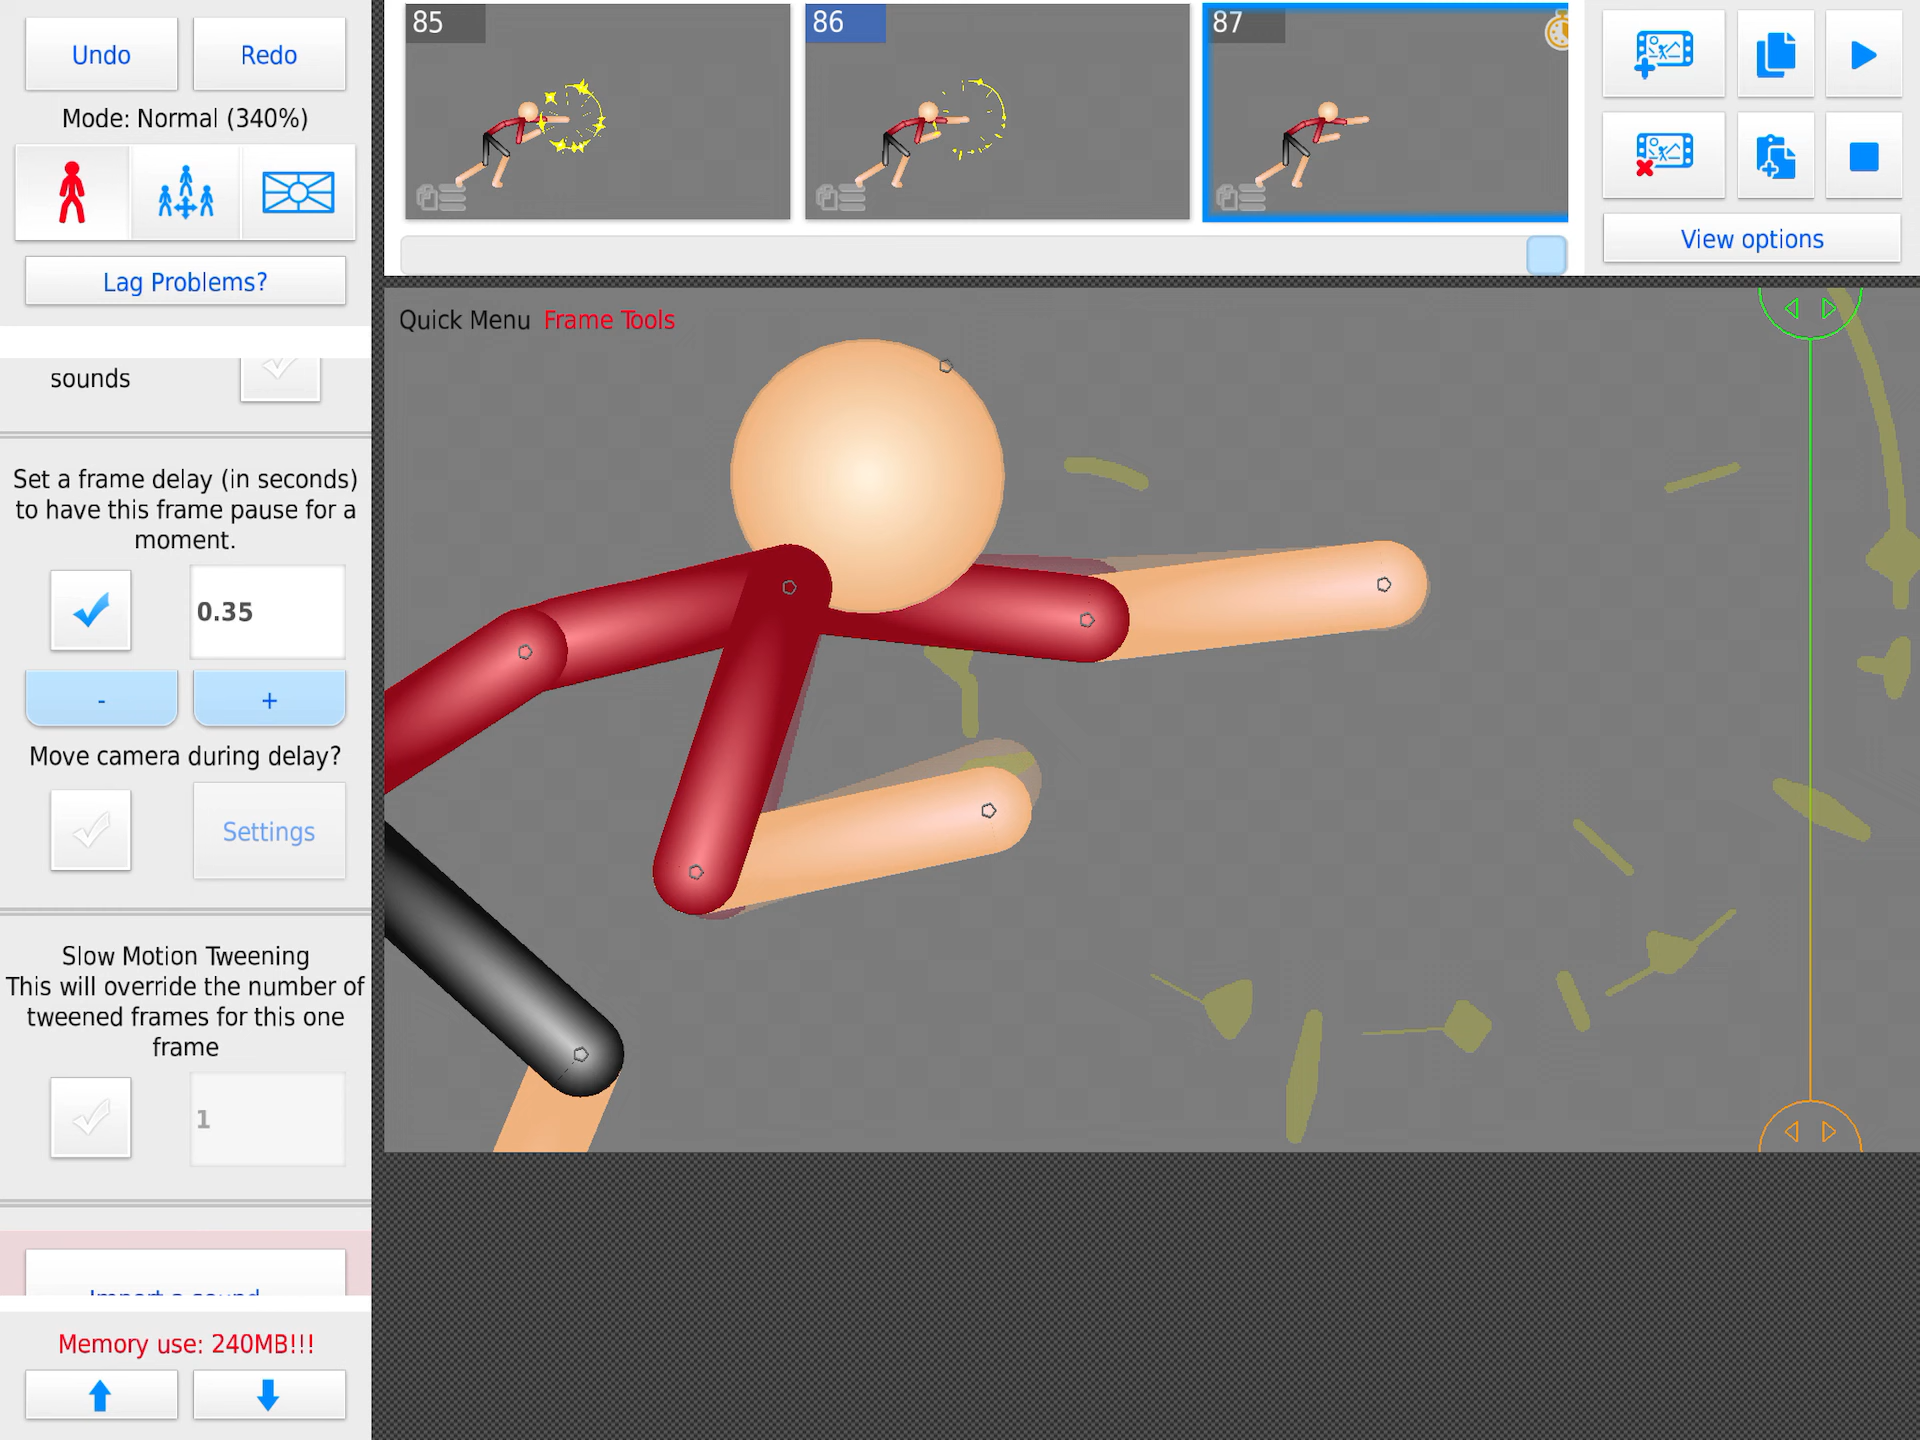 Undo
Redo
Mode: Normal (340%)
Lag Problems?
sounds
Set a frame delay (in seconds)
to have this frame pause for a
moment.
0.35
-
+
Move camera during delay?
Settings
Slow Motion Tweening
This will override the number of
tweened frames for this one
frame
1
Import a sound
Memory use: 240MB!!!
85
86
87
View options
Quick Menu Frame Tools